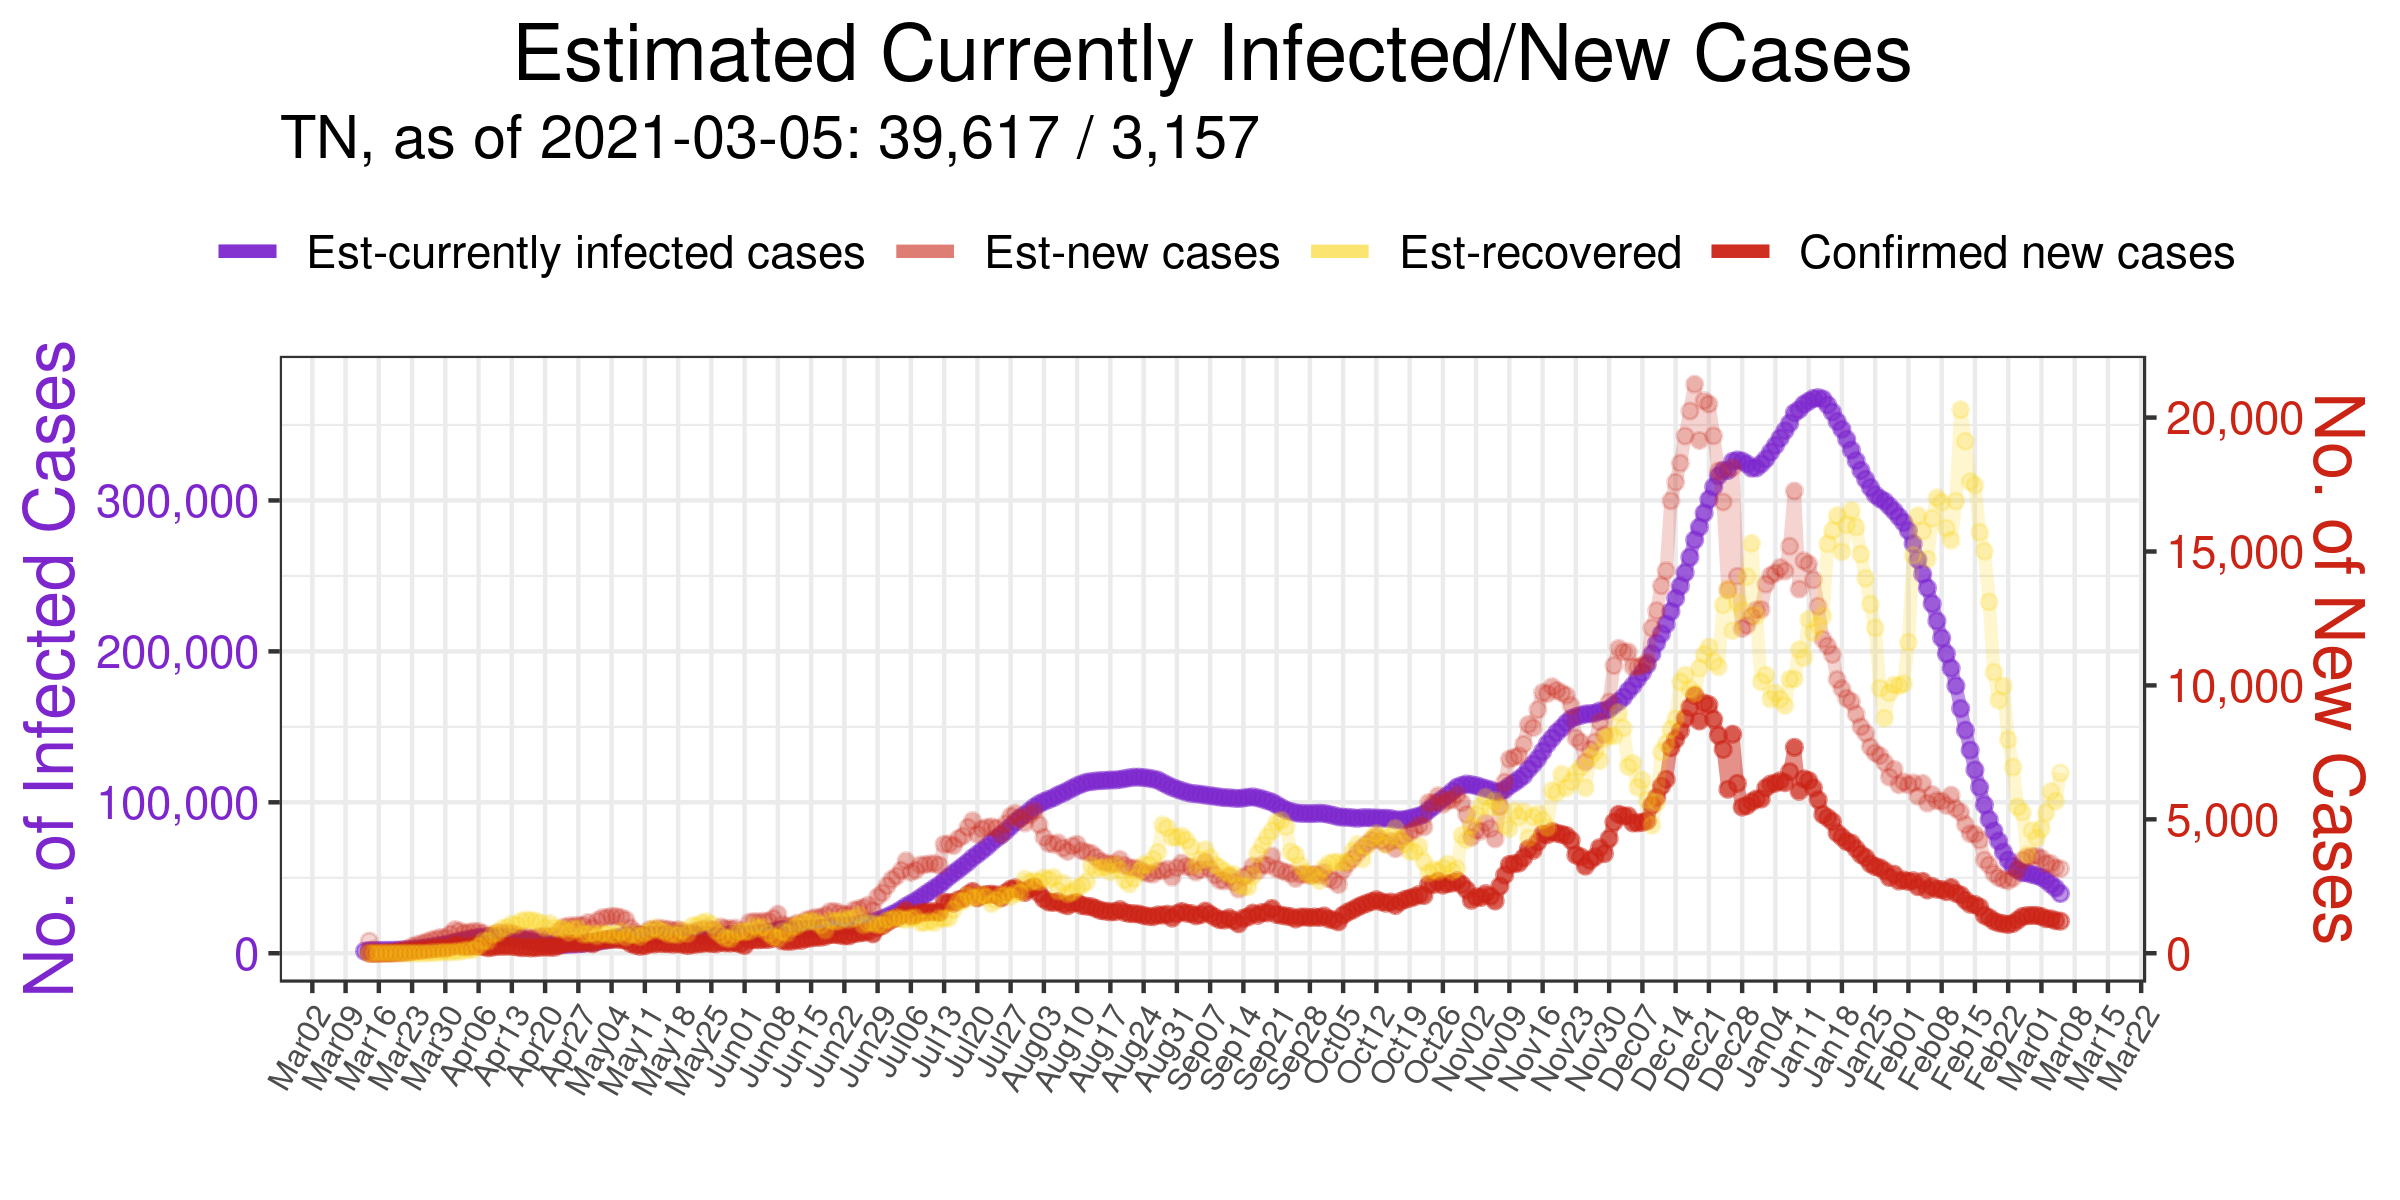 Estimated Currently Infected/New Cases
TN, as of 2021-03-05: 39,617 / 3,157
Est-currently infected cases Est-new cases Est-recovered Confirmed new cases
No. of Infected Cases
300,000
200,000
100,000
0
20,000
15,000
10,000
5,000
0
No. of New Cases
Mar02 Mar09 Mar16 Mar23 Mar30 Apr06 Apr13 Apr20 Apr27 May04 May11 May18 May25 Jun01 Jun08 Jun15 Jun22 Jun29 Jul06 Jul13 Jul20 Jul27 Aug03 Aug10 Aug17 Aug24 Aug31 Sep07 Sep14 Sep21 Sep28 Oct05 Oct12 Oct19 Oct26 Nov02 Nov09 Nov16 Nov23 Nov30 Dec07 Dec14 Dec21 Dec28 Dec04 Jan11 Jan18 Jan25 Jan25 Feb01 Feb08 Feb15 Feb22 Mar01 Mar08 Mar15 Mar22